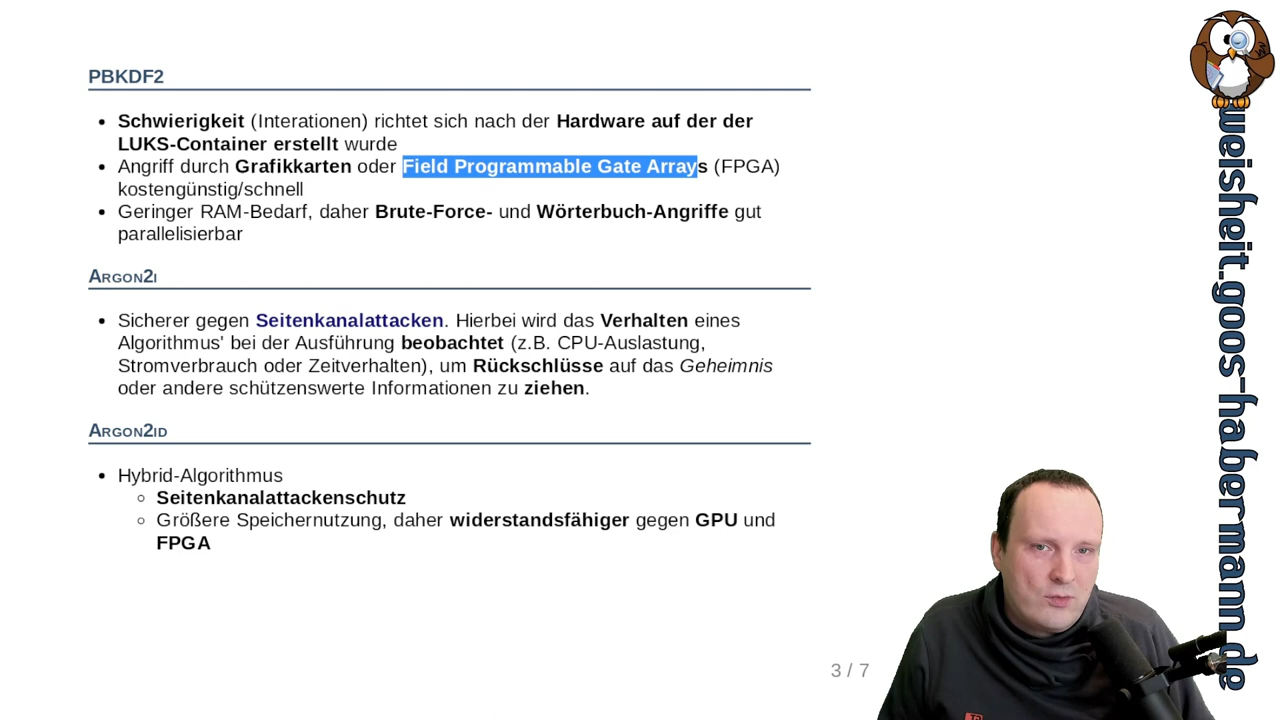 PBKDF2
Schwierigkeit (Interationen) richtet sich nach der Hardware auf der der
LUKS-Container erstellt wurde
Angriff durch Grafikkarten oder Field Programmable Gate Arrays (FPGA)
kostengünstig/schnell
Geringer RAM-Bedarf, daher Brute-Force- und Wörterbuch-Angriffe gut
parallelisierbar
Argon2i
Sicherer gegen Seitenkanalattacken. Hierbei wird das Verhalten eines
Algorithmus' bei der Ausführung beobachtet (z.B. CPU-Auslastung,
Stromverbrauch oder Zeitverhalten), um Rückschlüsse auf das Geheimnis
oder andere schützenswerte Informationen zu ziehen.
Argon2id
Hybrid-Algorithmus
Seitenkanalattackenschutz
Größere Speichernutzung, daher widerstandsfähiger gegen GPU und
FPGA
3 / 7
weisheit.goos-habermann.de